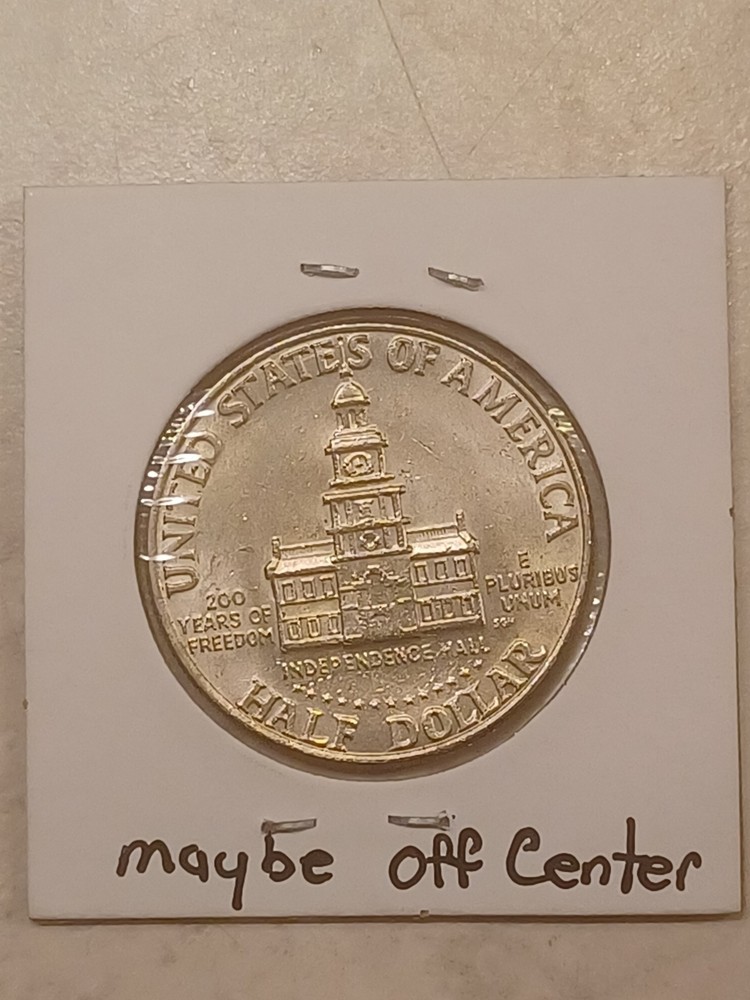 UNITED STATES OF AMERICA
200
YEARS OF
FREEDOM
E
PLURIBUS
UNUM
INDEPENDENCE HALL
HALF DOLLAR
maybe off Center